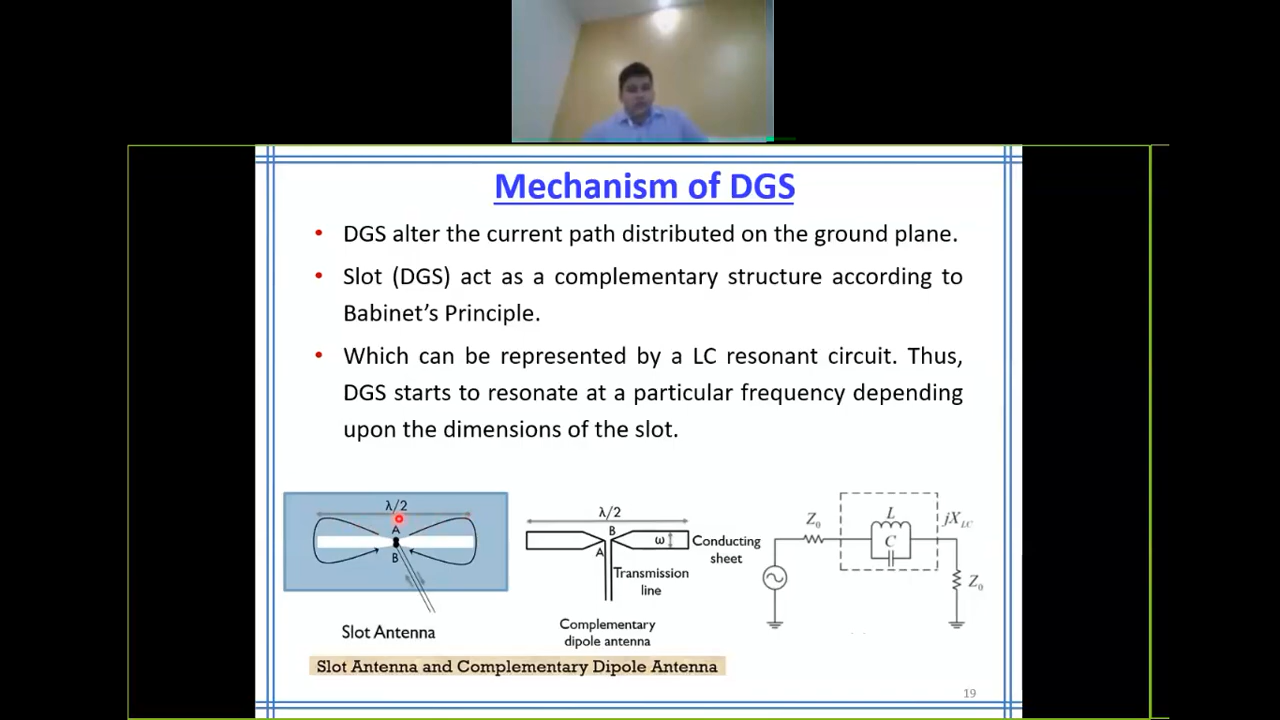 Mechanism of DGS
• DGS alter the current path distributed on the ground plane.
• Slot (DGS) act as a complementary structure according to
Babinet's Principle.
• Which can be represented by a LC resonant circuit. Thus,
DGS starts to resonate at a particular frequency depending
upon the dimensions of the slot.
λ/2
A
B
Slot Antenna
λ/2
B
A
ω
Conducting
sheet
Transmission
line
Complementary
dipole antenna
Z₀
L
C
jX_LC
Z₀
Slot Antenna and Complementary Dipole Antenna
19